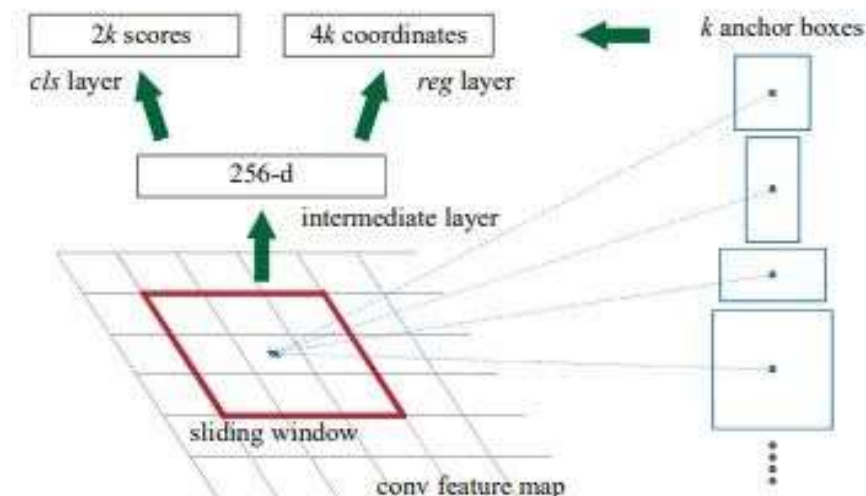 2k scores
4k coordinates
k anchor boxes
cls layer
reg layer
256-d
intermediate layer
sliding window
conv feature map